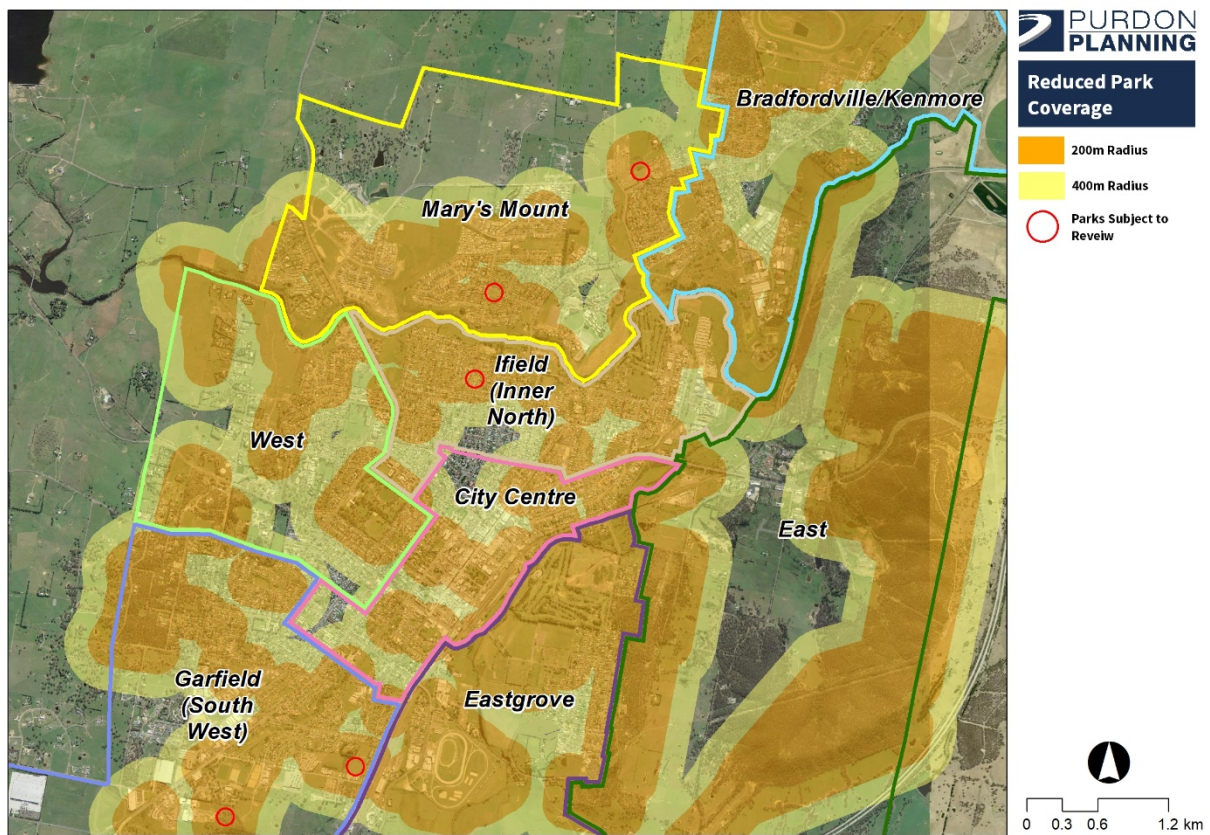 PURDON
PLANNING
Reduced Park
Coverage
200m Radius
400m Radius
Parks Subject to
Reveiw
Bradfordville/Kenmore
Mary's Mount
Ifield
(Inner
North)
West
City Centre
East
Garfield
(South
West)
Eastgrove
0 0.3 0.6 1.2 km